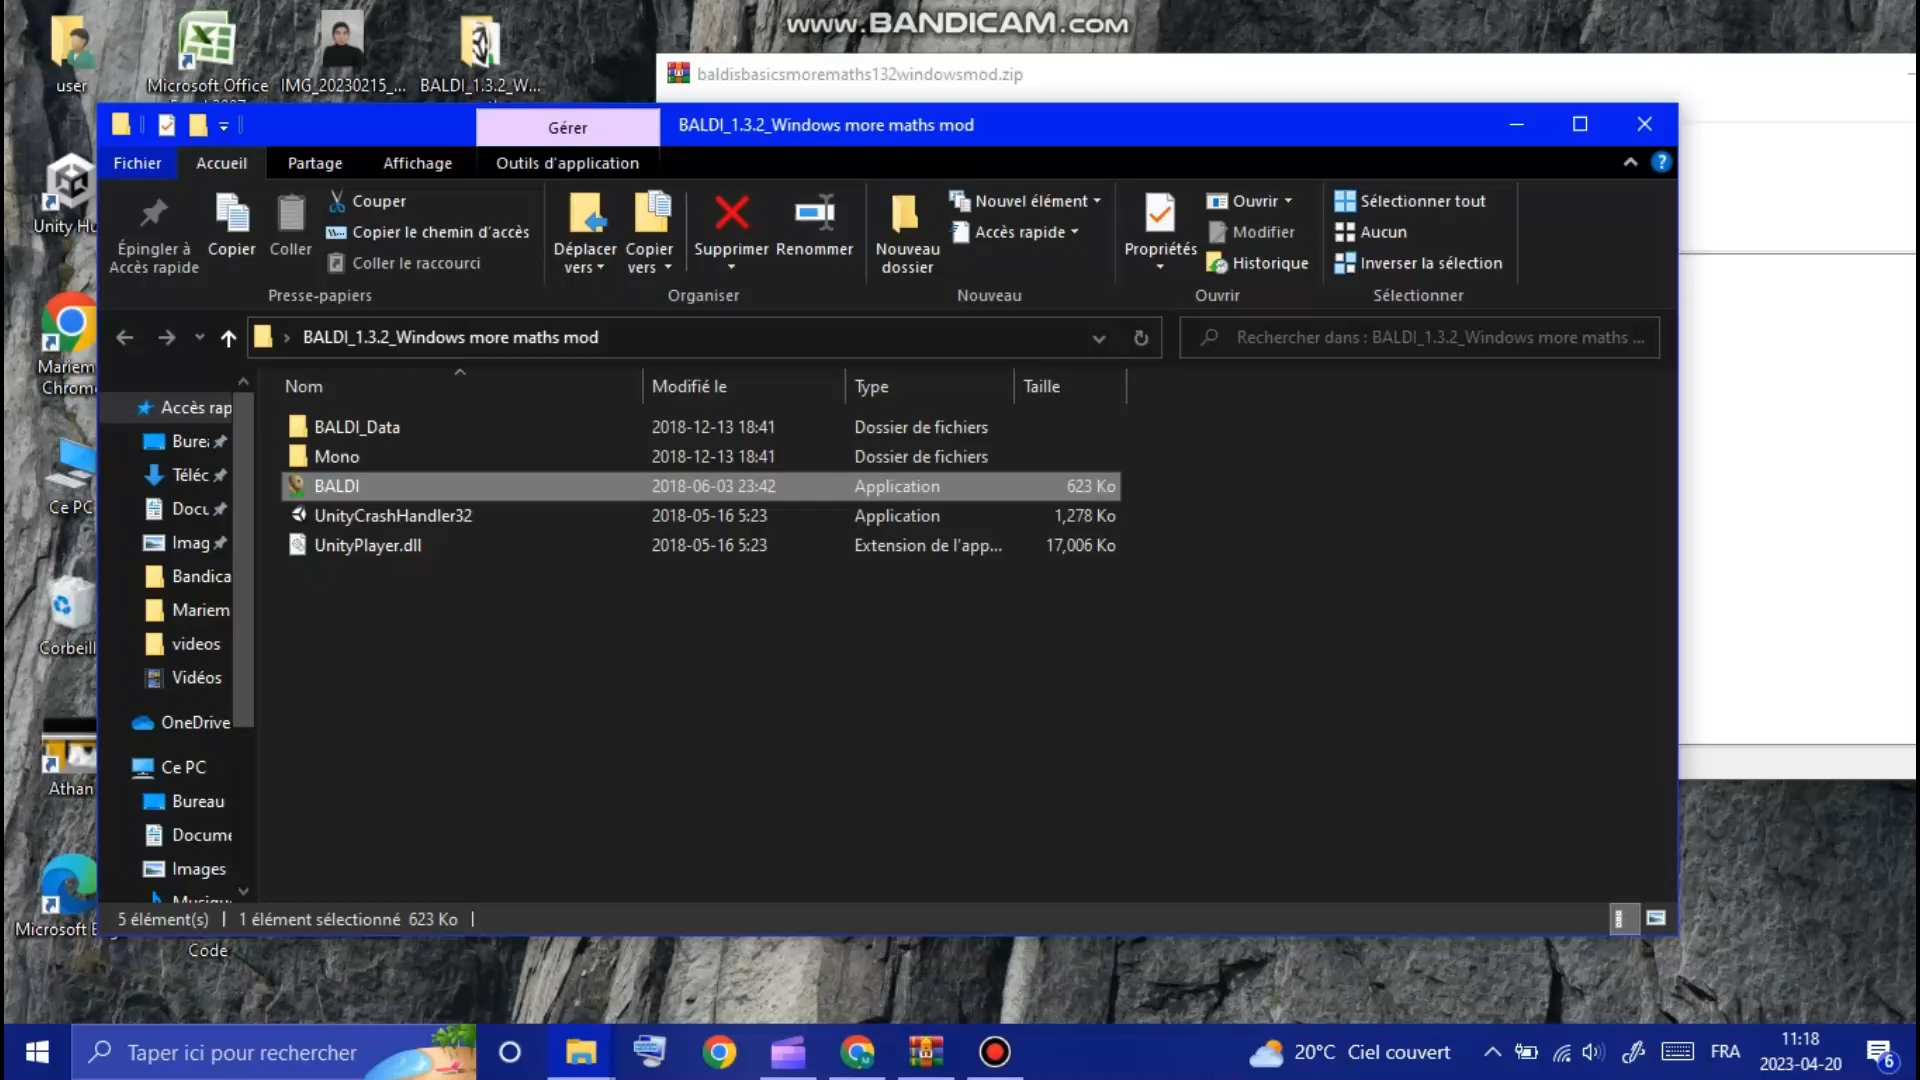 www.BANDICAM.com
user
Microsoft Office
IMG_20230215_...
BALDI_1.3.2_W...
baldisbasicsmoremaths132windowsmod.zip
Gérer
BALDI_1.3.2_Windows more maths mod
Fichier
Accueil
Partage
Affichage
Outils d'application
Épingler à
Accès rapide
Copier
Coller
Couper
Copier le chemin d'accès
Coller le raccourci
Presse-papiers
Déplacer
vers
Copier
vers
Supprimer
Renommer
Organiser
Nouveau
dossier
Nouvel élément
Accès rapide
Nouveau
Propriétés
Ouvrir
Modifier
Historique
Ouvrir
Sélectionner tout
Aucun
Inverser la sélection
Sélectionner
BALDI_1.3.2_Windows more maths mod
Rechercher dans : BALDI_1.3.2_Windows more maths ...
Nom
Modifié le
Type
Taille
BALDI_Data 2018-12-13 18:41 Dossier de fichiers
Mono 2018-12-13 18:41 Dossier de fichiers
BALDI 2018-06-03 23:42 Application 623 Ko
UnityCrashHandler32 2018-05-16 5:23 Application 1,278 Ko
UnityPlayer.dll 2018-05-16 5:23 Extension de l'app... 17,006 Ko
Accès rap
Bure
Téléc
Docu
Imag
Bandica
Mariem
videos
Vidéos
OneDrive
Ce PC
Bureau
Docume
Images
5 élément(s)
1 élément sélectionné 623 Ko
Unity Hu
Mariem
Chrom
Ce PC
Corbeill
Athan
Microsoft E
Code
Taper ici pour rechercher
20°C Ciel couvert
FRA
11:18
2023-04-20
6